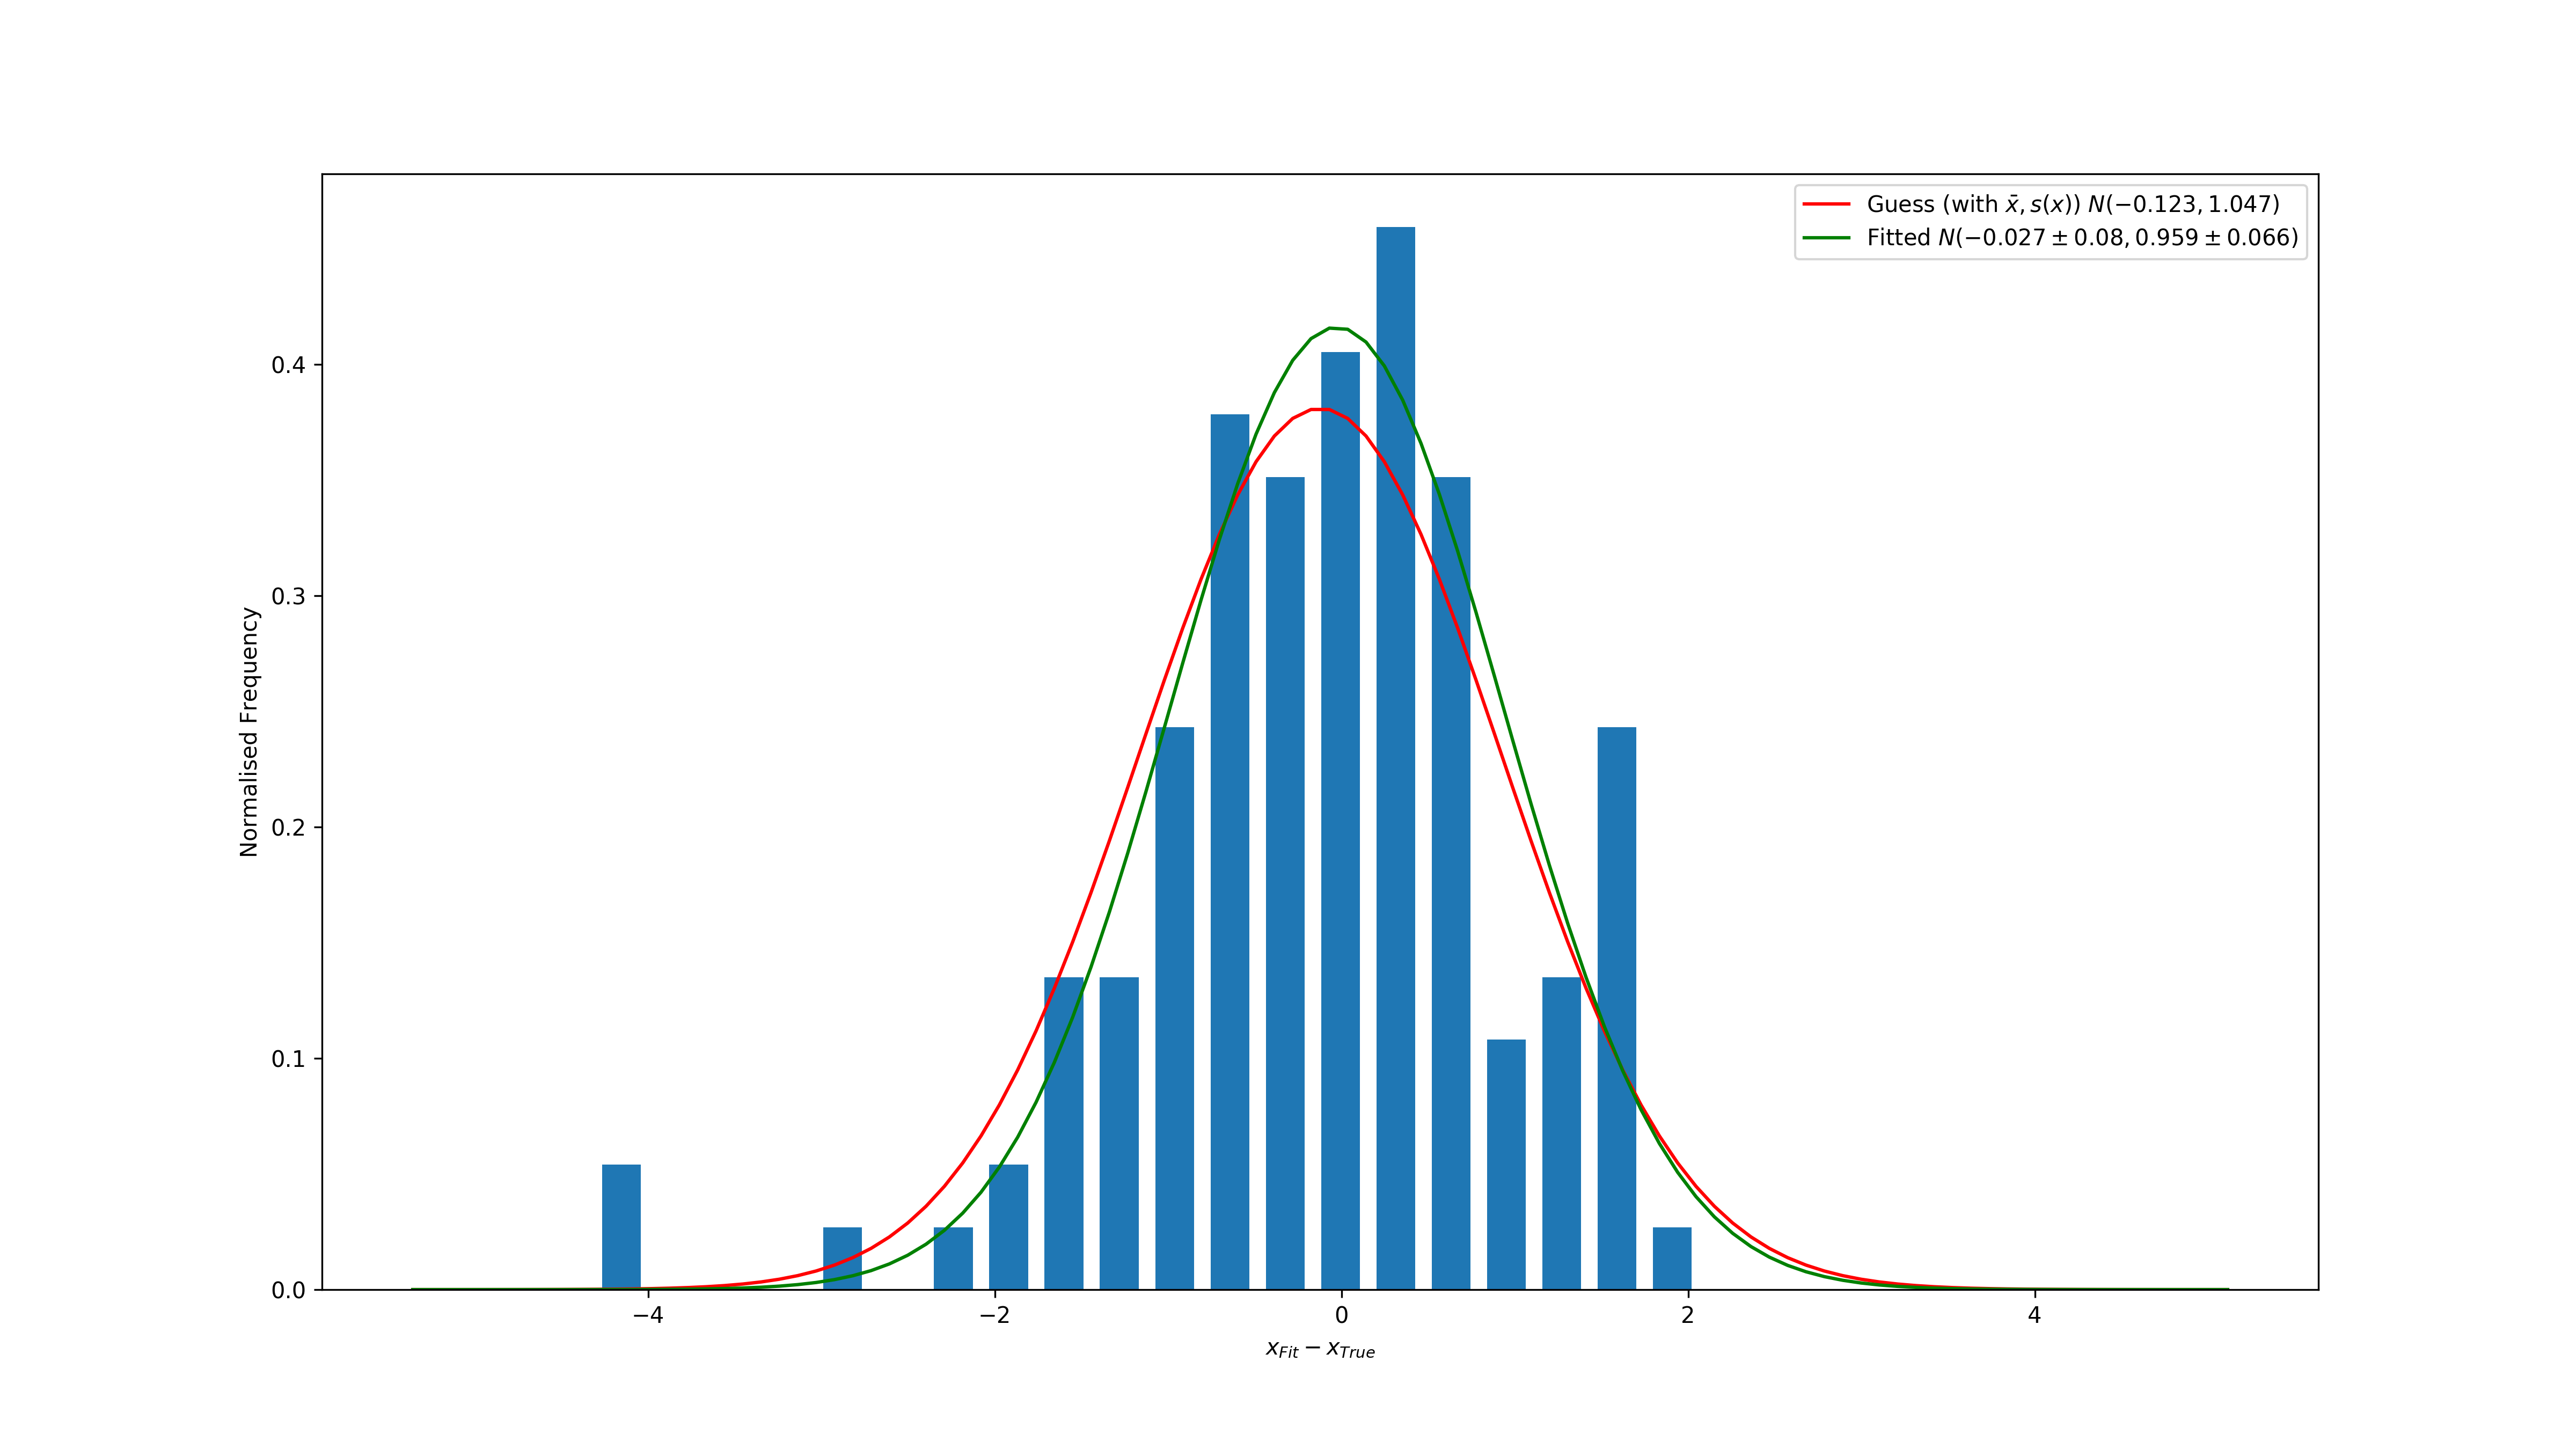 Guess (with x̄, s(x)) N(−0.123, 1.047)
Fitted N(−0.027 ± 0.08, 0.959 ± 0.066)
Normalised Frequency
0.4
0.3
0.2
0.1
0.0
−4 −2 0 2 4
x_Fit − x_True